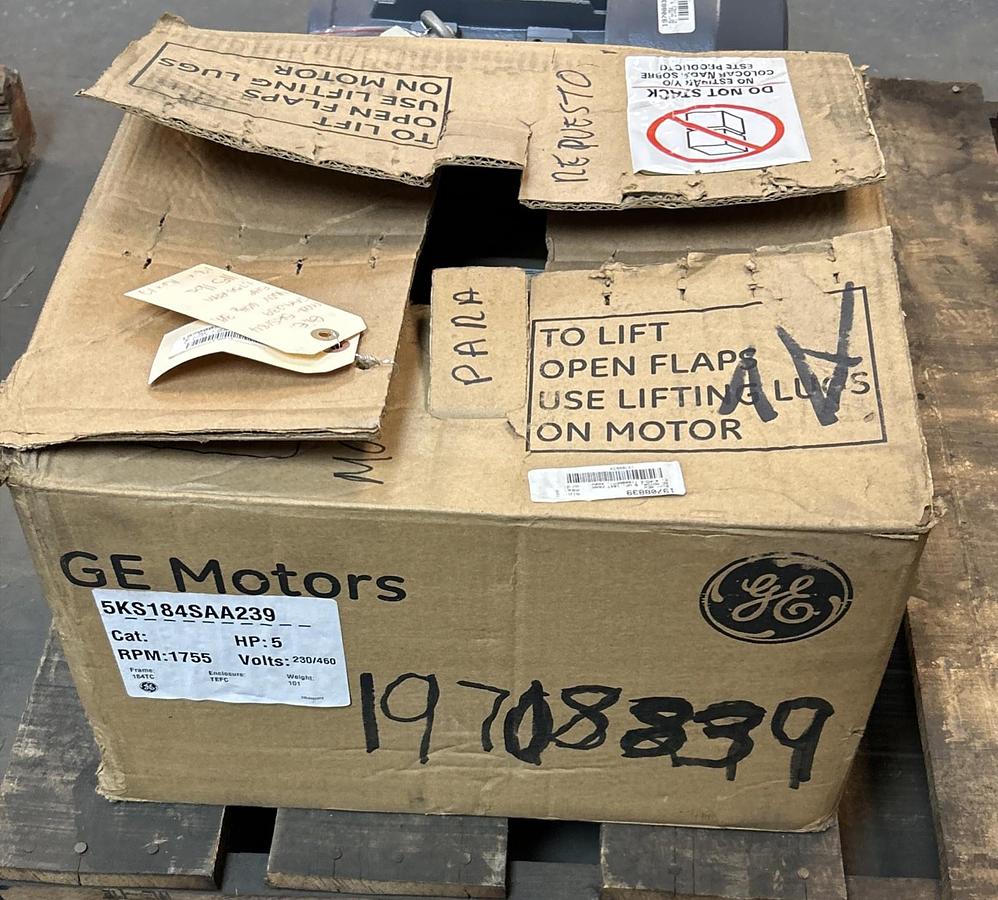 TO LIFT
OPEN FLAPS
USE LIFTING LUGS
ON MOTOR
REPUESTO
DO NOT STACK
NO ESTIBAR Y/O
COLOCAR NADA SOBRE
ESTE PRODUCTO
PARA
TO LIFT
OPEN FLAPS
USE LIFTING LUGS
ON MOTOR
19708839
GE Motors
GE
5KS184SAA239
Cat: HP: 5
RPM: 1755 Volts: 230/460
Frame: Enclosure: Weight:
184TC TEFC 101
19708839